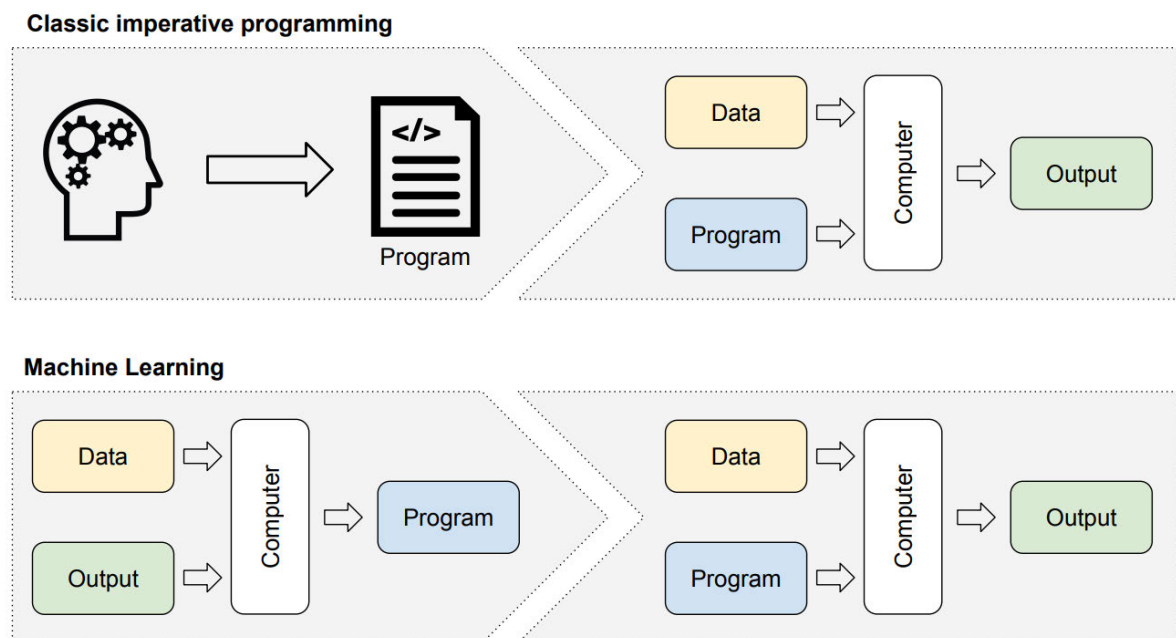 Classic imperative programming
</>
Program
Data
Program
Computer
Output
Machine Learning
Data
Output
Computer
Program
Data
Program
Computer
Output